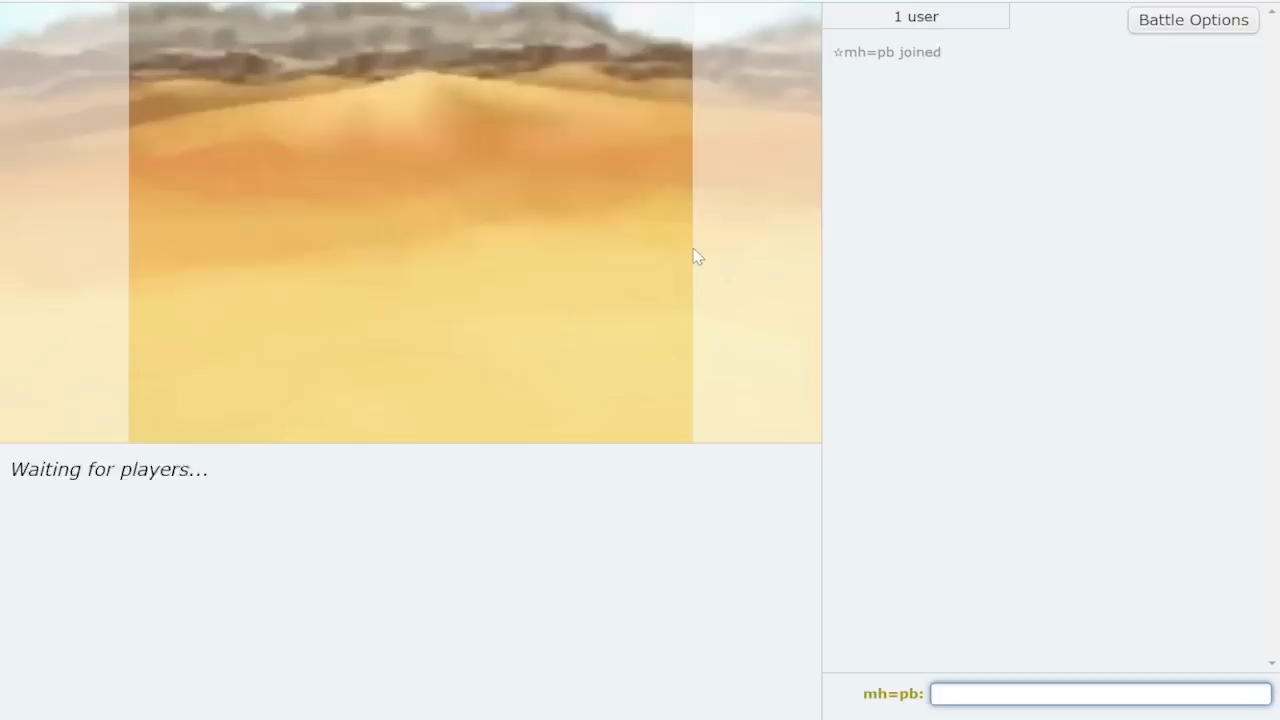 1 user
Battle Options
☆mh=pb joined
Waiting for players...
mh=pb: